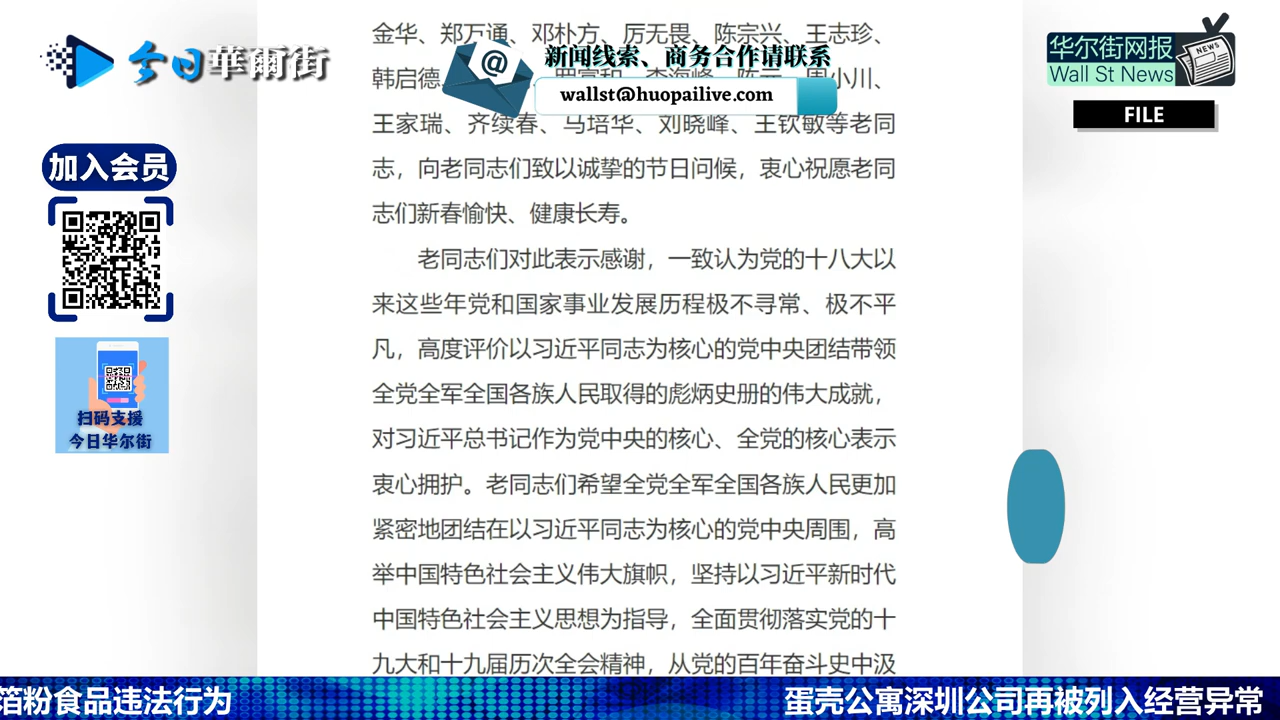 今日華爾街
新闻线索、商务合作请联系
wallst@huopailive.com
华尔街网报
Wall St News
NEWS
FILE
加入会员
扫码支援
今日华尔街
金华、郑万通、邓朴方、厉无畏、陈宗兴、王志珍、
韩启德、罗富和、李海峰、陈元、周小川、
王家瑞、齐续春、马培华、刘晓峰、王钦敏等老同
志，向老同志们致以诚挚的节日问候，衷心祝愿老同
志们新春愉快、健康长寿。
老同志们对此表示感谢，一致认为党的十八大以
来这些年党和国家事业发展历程极不寻常、极不平
凡，高度评价以习近平同志为核心的党中央团结带领
全党全军全国各族人民取得的彪炳史册的伟大成就，
对习近平总书记作为党中央的核心、全党的核心表示
衷心拥护。老同志们希望全党全军全国各族人民更加
紧密地团结在以习近平同志为核心的党中央周围，高
举中国特色社会主义伟大旗帜，坚持以习近平新时代
中国特色社会主义思想为指导，全面贯彻落实党的十
九大和十九届历次全会精神，从党的百年奋斗史中汲
箔粉食品违法行为
蛋壳公寓深圳公司再被列入经营异常